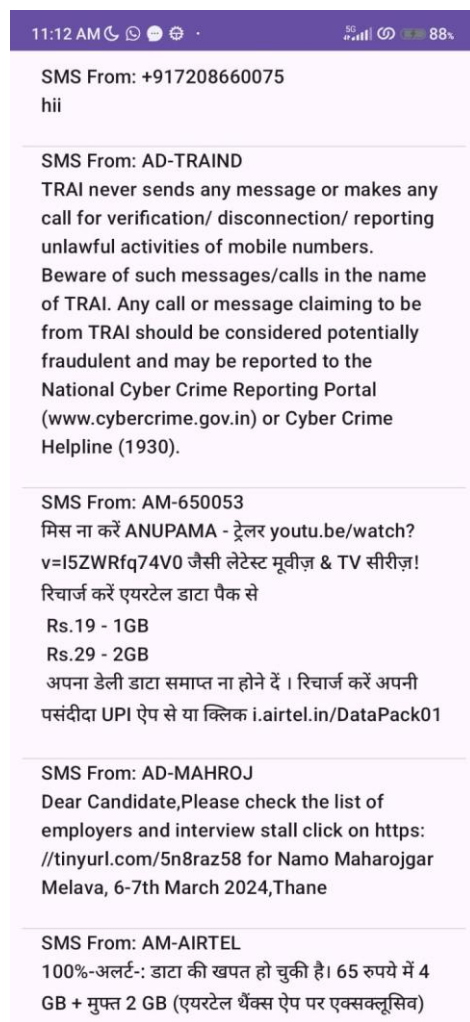 11:12 AM
5G
88%
SMS From: +917208660075
hii
SMS From: AD-TRAIND
TRAI never sends any message or makes any
call for verification/ disconnection/ reporting
unlawful activities of mobile numbers.
Beware of such messages/calls in the name
of TRAI. Any call or message claiming to be
from TRAI should be considered potentially
fraudulent and may be reported to the
National Cyber Crime Reporting Portal
(www.cybercrime.gov.in) or Cyber Crime
Helpline (1930).
SMS From: AM-650053
मिस ना करें ANUPAMA - ट्रेलर youtu.be/watch?
v=I5ZWRfq74V0 जैसी लेटेस्ट मूवीज़ & TV सीरीज़!
रिचार्ज करें एयरटेल डाटा पैक से
Rs.19 - 1GB
Rs.29 - 2GB
अपना डेली डाटा समाप्त ना होने दें । रिचार्ज करें अपनी
पसंदीदा UPI ऐप से या क्लिक i.airtel.in/DataPack01
SMS From: AD-MAHROJ
Dear Candidate,Please check the list of
employers and interview stall click on https:
//tinyurl.com/5n8raz58 for Namo Maharojgar
Melava, 6-7th March 2024,Thane
SMS From: AM-AIRTEL
100%-अलर्ट-: डाटा की खपत हो चुकी है। 65 रुपये में 4
GB + मुफ्त 2 GB (एयरटेल थैंक्स ऐप पर एक्सक्लूसिव)